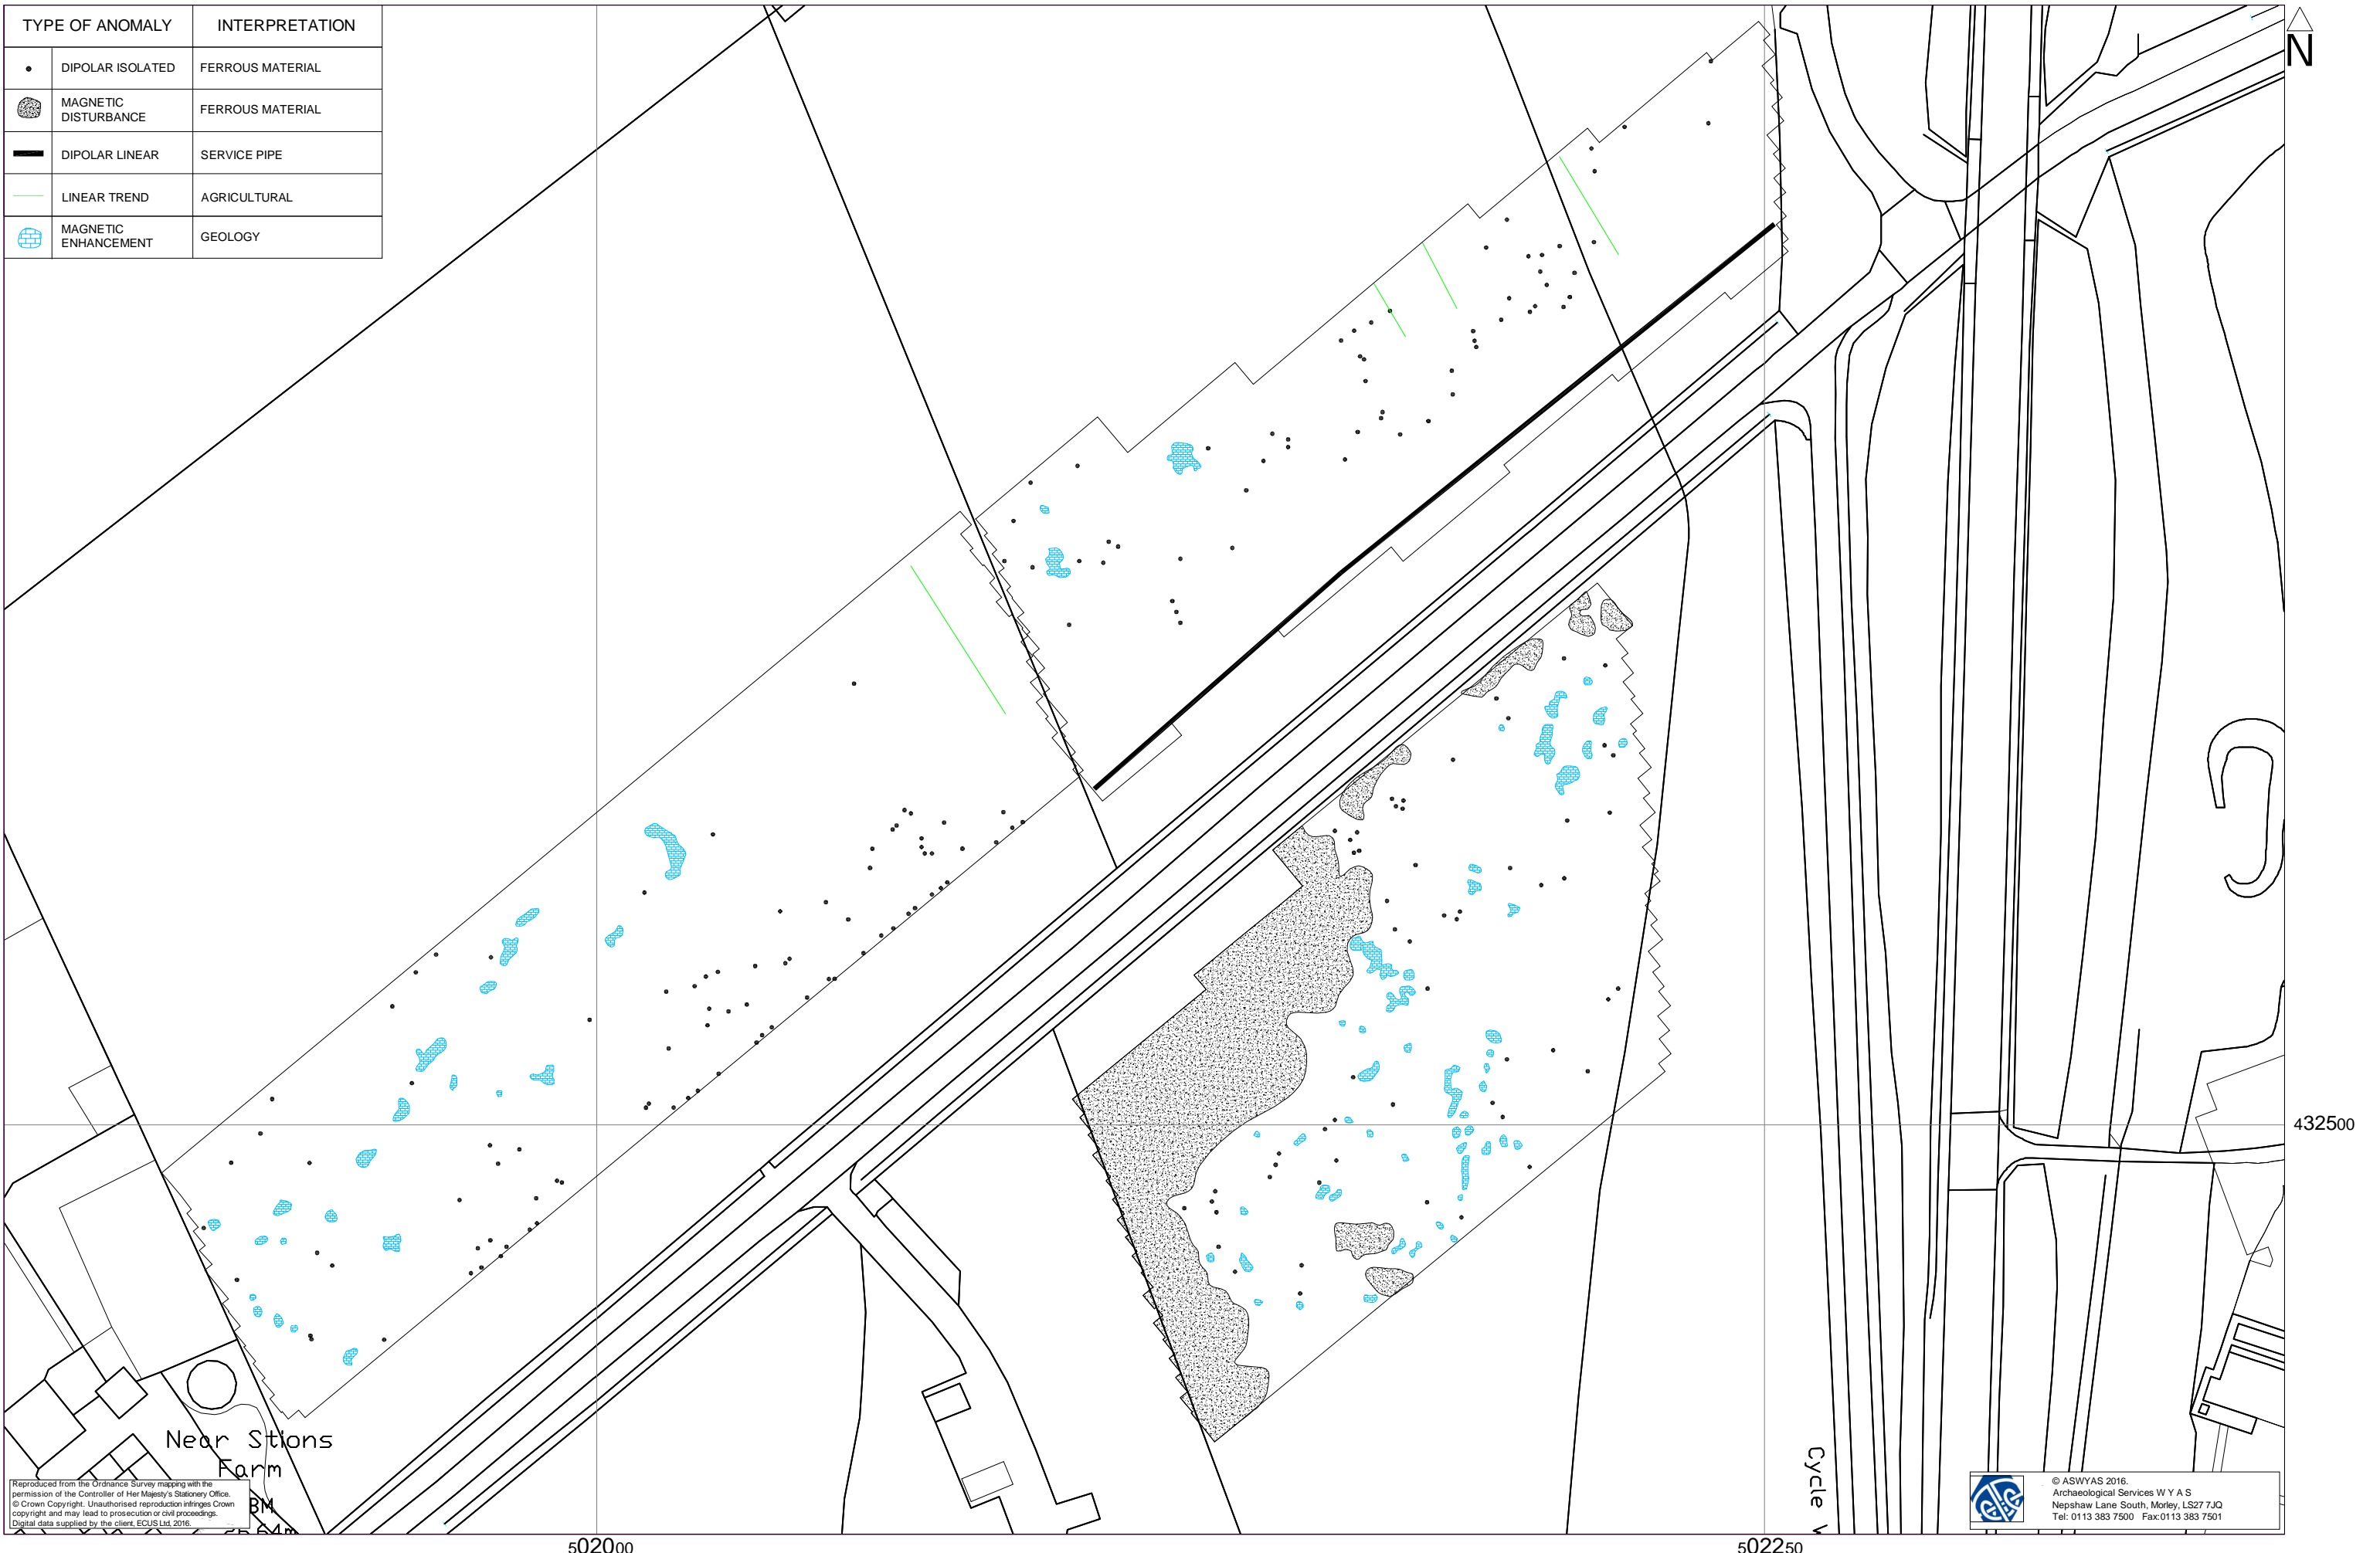 TYPE OF ANOMALY INTERPRETATION
DIPOLAR ISOLATED FERROUS MATERIAL
MAGNETIC
DISTURBANCE
FERROUS MATERIAL
DIPOLAR LINEAR SERVICE PIPE
LINEAR TREND AGRICULTURAL
MAGNETIC
ENHANCEMENT
GEOLOGY
N
432500
Near Stions
Farm
BM
Cycle
Reproduced from the Ordnance Survey mapping with the
permission of the Controller of Her Majesty's Stationery Office.
© Crown Copyright. Unauthorised reproduction infringes Crown
copyright and may lead to prosecution or civil proceedings.
Digital data supplied by the client, ECUS Ltd, 2016.
© ASWYAS 2016.
Archaeological Services W Y A S
Nepshaw Lane South, Morley, LS27 7JQ
Tel: 0113 383 7500 Fax:0113 383 7501
502000
502250